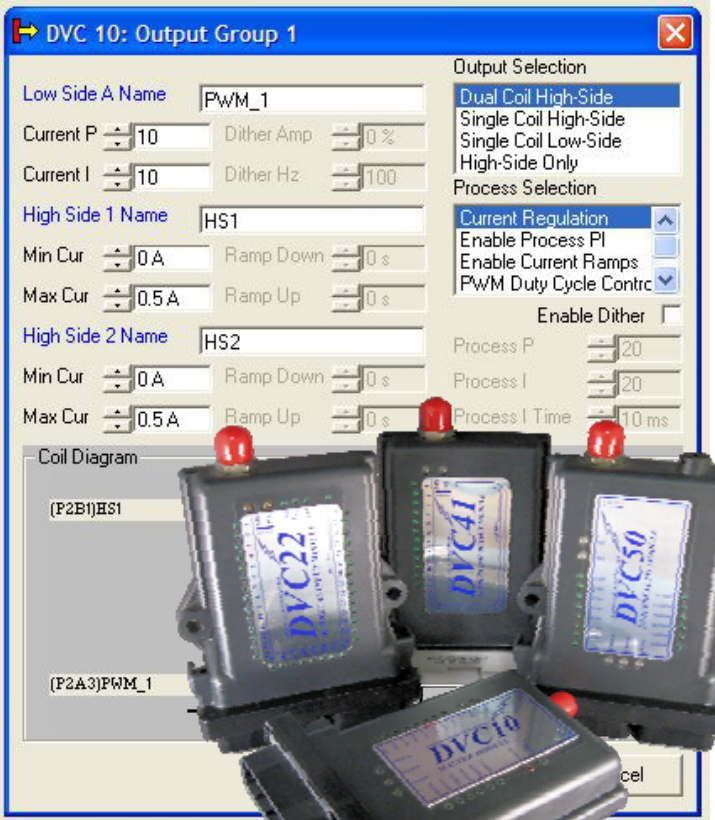 DVC 10: Output Group 1
Output Selection
Low Side A Name PWM_1
Dual Coil High-Side
Single Coil High-Side
Single Coil Low-Side
High-Side Only
Current P 10 Dither Amp 0 %
Current I 10 Dither Hz 100
Process Selection
High Side 1 Name HS1
Current Regulation
Enable Process PI
Enable Current Ramps
PWM Duty Cycle Contro
Min Cur 0 A Ramp Down 0 s
Max Cur 0.5 A Ramp Up 0 s
Enable Dither
High Side 2 Name HS2
Process P 20
Min Cur 0 A Ramp Down 0 s
Process I 20
Max Cur 0.5 A Ramp Up 0 s
Process I Time 10 ms
Coil Diagram
(P2B1)HS1
(P2A3)PWM_1
DVC22
DVC41
DVC50
DVC10
MASTER MODULE
cel